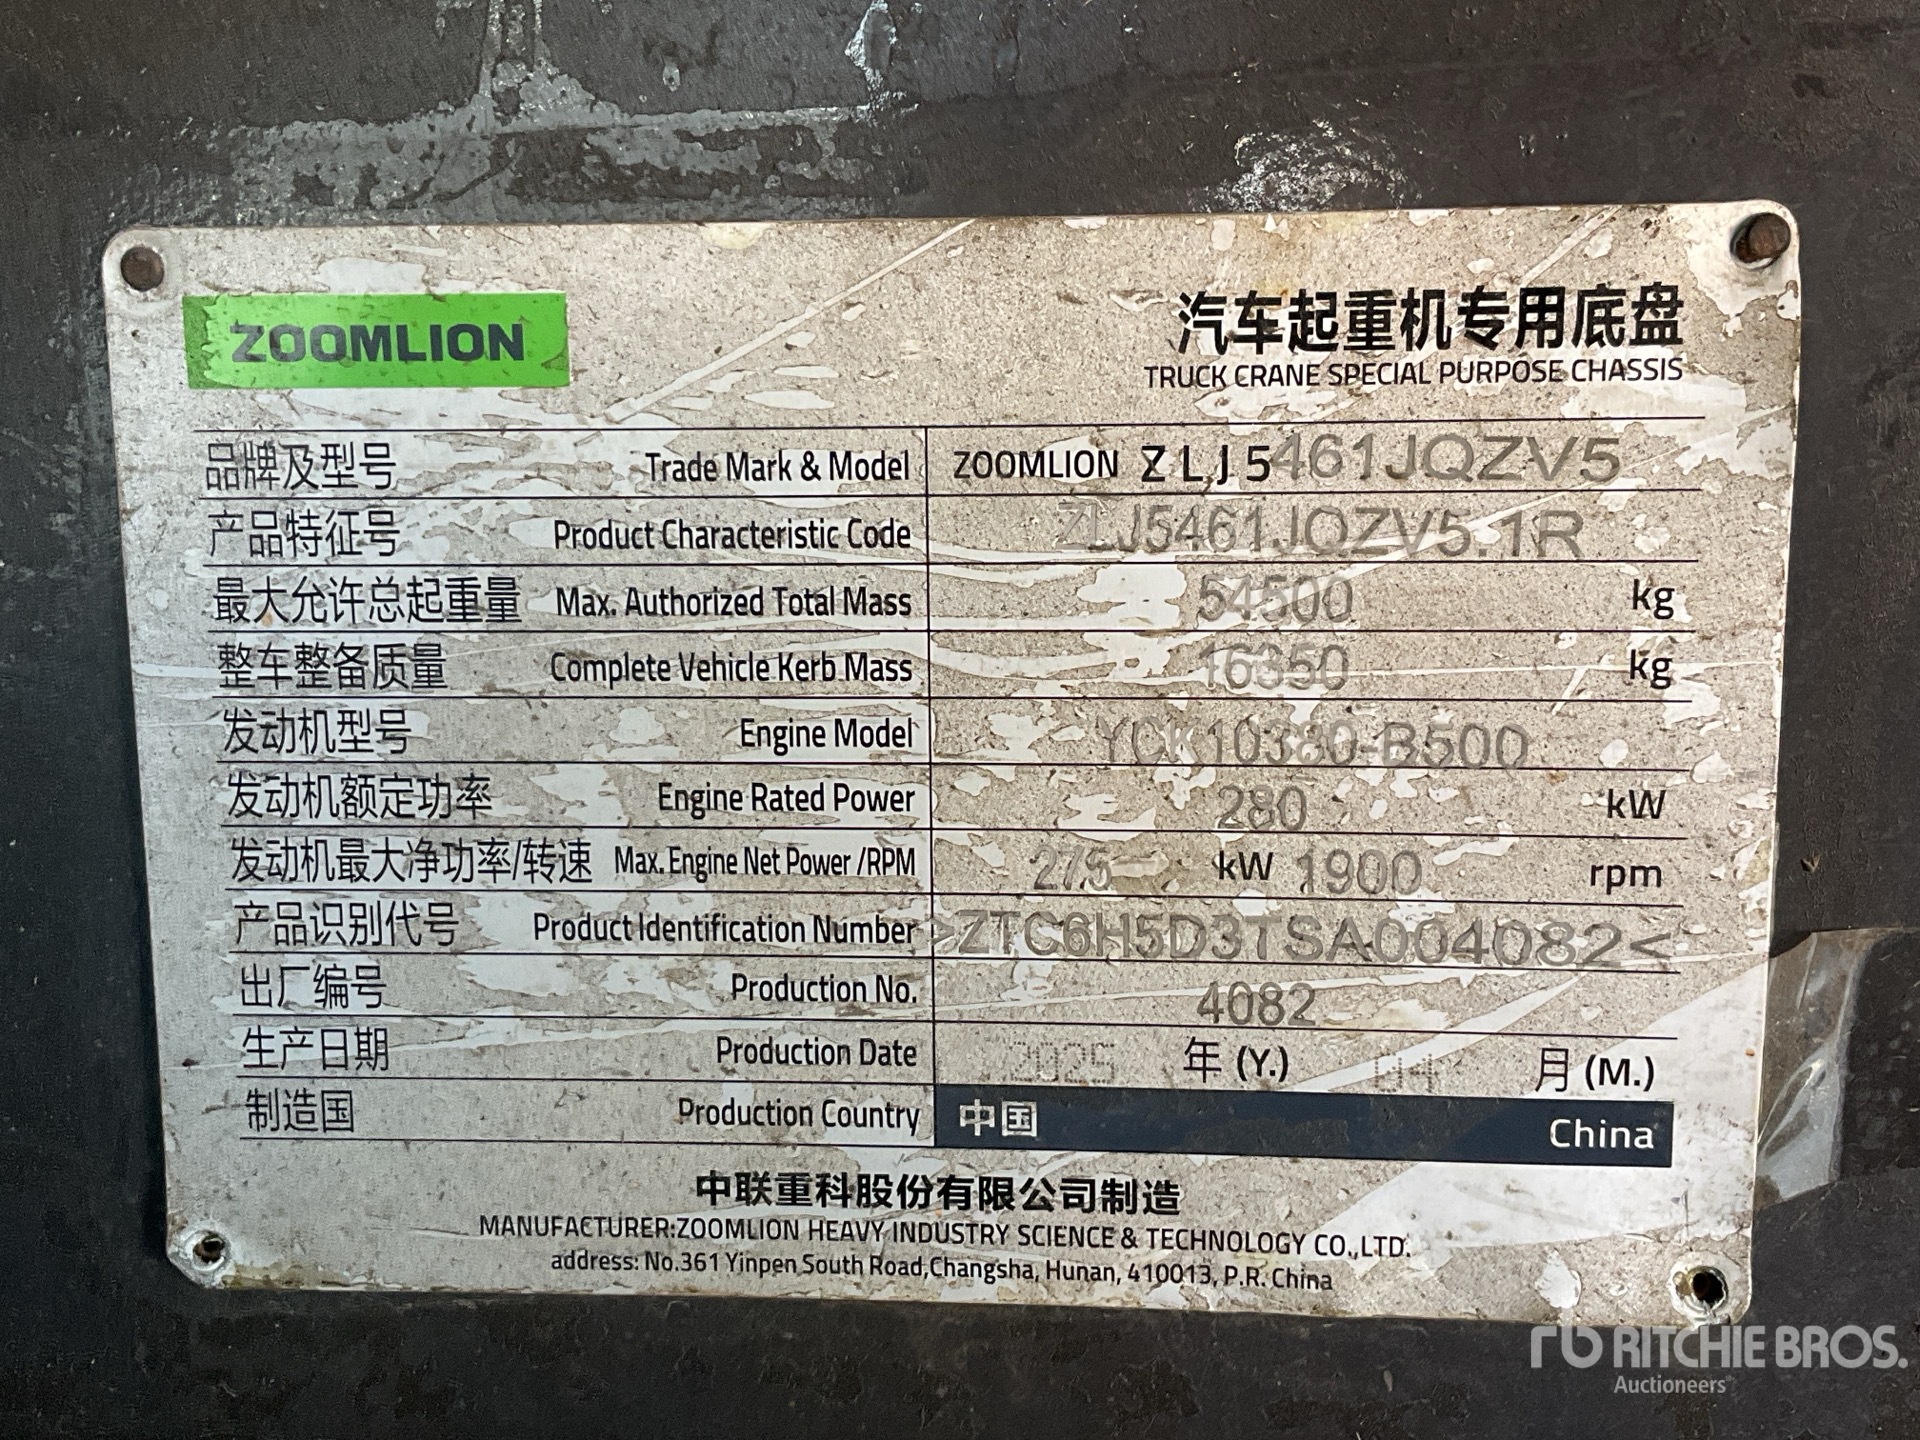 ZOOMLION
汽车起重机专用底盘
TRUCK CRANE SPECIAL PURPOSE CHASSIS
品牌及型号 Trade Mark & Model ZOOMLION ZLJ5461JQZV5
产品特征号 Product Characteristic Code ZLJ5461JQZV5.1R
最大允许总起重量 Max. Authorized Total Mass 54500 kg
整车整备质量 Complete Vehicle Kerb Mass 16350 kg
发动机型号 Engine Model YCK10380-B500
发动机额定功率 Engine Rated Power 280 kW
发动机最大净功率/转速 Max. Engine Net Power /RPM 275 kW 1900 rpm
产品识别代号 Product Identification Number >ZTC6H5D3TSA004082<
出厂编号 Production No. 4082
生产日期 Production Date 2025 年 (Y.) 04 月 (M.)
制造国 Production Country 中国 China
中联重科股份有限公司制造
MANUFACTURER:ZOOMLION HEAVY INDUSTRY SCIENCE & TECHNOLOGY CO.,LTD.
address: No.361 Yinpen South Road,Changsha, Hunan, 410013, P.R. China
rb RITCHIE BROS.
Auctioneers